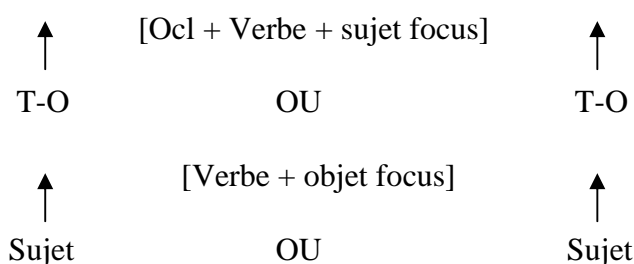 [Ocl + Verbe + sujet focus]
T-O OU T-O
[Verbe + objet focus]
Sujet OU Sujet